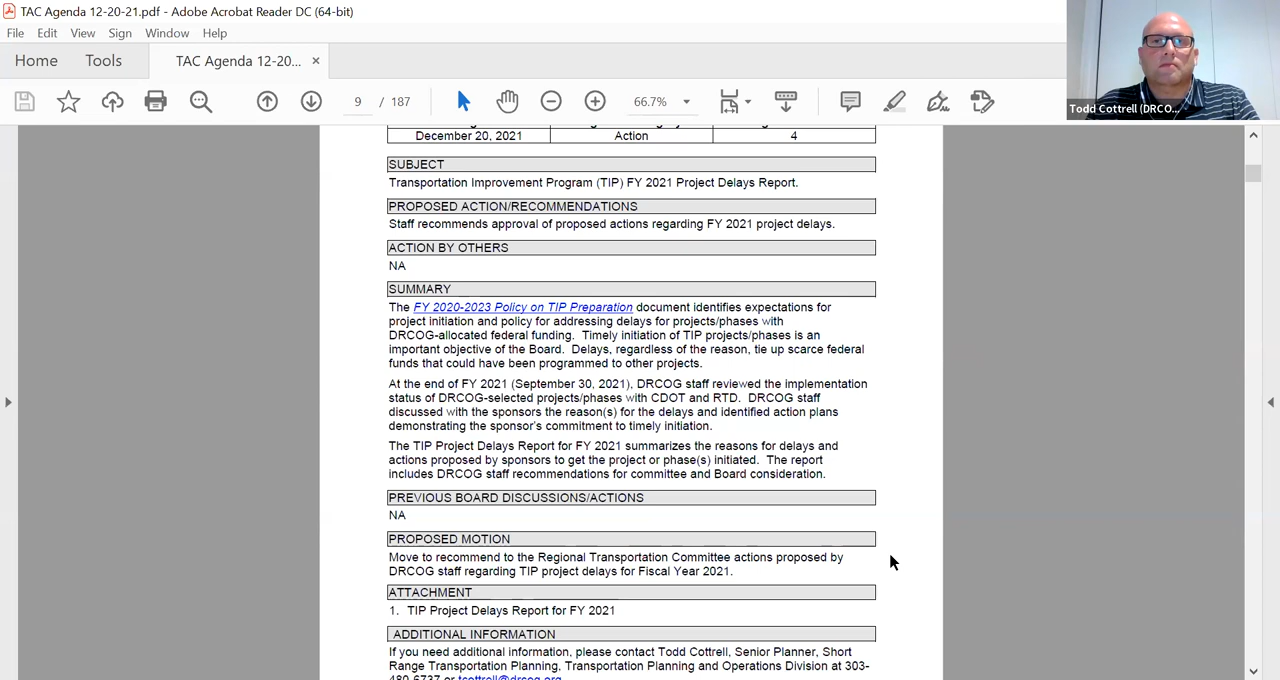 TAC Agenda 12-20-21.pdf - Adobe Acrobat Reader DC (64-bit)
File Edit View Sign Window Help
Home Tools TAC Agenda 12-20... ×
9 / 187 66.7%
Todd Cottrell (DRCO...
December 20, 2021 Action 4
SUBJECT
Transportation Improvement Program (TIP) FY 2021 Project Delays Report.
PROPOSED ACTION/RECOMMENDATIONS
Staff recommends approval of proposed actions regarding FY 2021 project delays.
ACTION BY OTHERS
NA
SUMMARY
The FY 2020-2023 Policy on TIP Preparation document identifies expectations for
project initiation and policy for addressing delays for projects/phases with
DRCOG-allocated federal funding. Timely initiation of TIP projects/phases is an
important objective of the Board. Delays, regardless of the reason, tie up scarce federal
funds that could have been programmed to other projects.
At the end of FY 2021 (September 30, 2021), DRCOG staff reviewed the implementation
status of DRCOG-selected projects/phases with CDOT and RTD. DRCOG staff
discussed with the sponsors the reason(s) for the delays and identified action plans
demonstrating the sponsor's commitment to timely initiation.
The TIP Project Delays Report for FY 2021 summarizes the reasons for delays and
actions proposed by sponsors to get the project or phase(s) initiated. The report
includes DRCOG staff recommendations for committee and Board consideration.
PREVIOUS BOARD DISCUSSIONS/ACTIONS
NA
PROPOSED MOTION
Move to recommend to the Regional Transportation Committee actions proposed by
DRCOG staff regarding TIP project delays for Fiscal Year 2021.
ATTACHMENT
1. TIP Project Delays Report for FY 2021
ADDITIONAL INFORMATION
If you need additional information, please contact Todd Cottrell, Senior Planner, Short
Range Transportation Planning, Transportation Planning and Operations Division at 303-
480-6737 or tcottrell@drcog.org